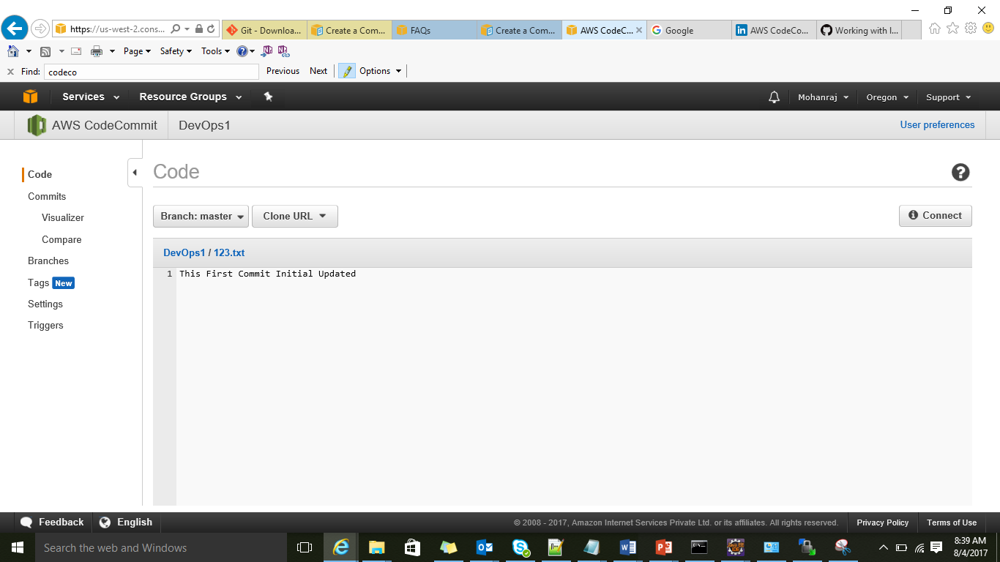 https://us-west-2.cons...
Git - Downloa...
Create a Com...
FAQs
Create a Com...
AWS CodeC...
Google
AWS CodeCo...
Working with I...
Page
Safety
Tools
Find:
codeco
Previous
Next
Options
Services
Resource Groups
Mohanraj
Oregon
Support
AWS CodeCommit
DevOps1
User preferences
Code
Commits
Visualizer
Compare
Branches
Tags New
Settings
Triggers
Code
Branch: master
Clone URL
Connect
DevOps1 / 123.txt
1 This First Commit Initial Updated
Feedback
English
© 2008 - 2017, Amazon Internet Services Private Ltd. or its affiliates. All rights reserved.
Privacy Policy
Terms of Use
Search the web and Windows
8:39 AM
8/4/2017